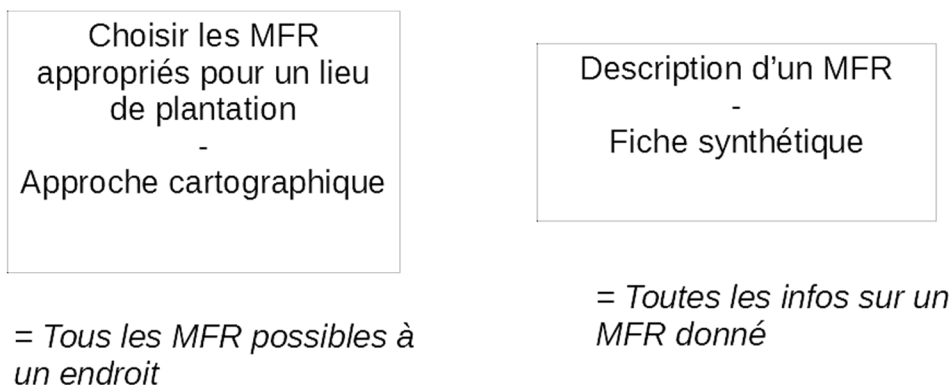 Choisir les MFR
appropriés pour un lieu
de plantation
-
Approche cartographique
= Tous les MFR possibles à
un endroit
Description d’un MFR
-
Fiche synthétique
= Toutes les infos sur un
MFR donné